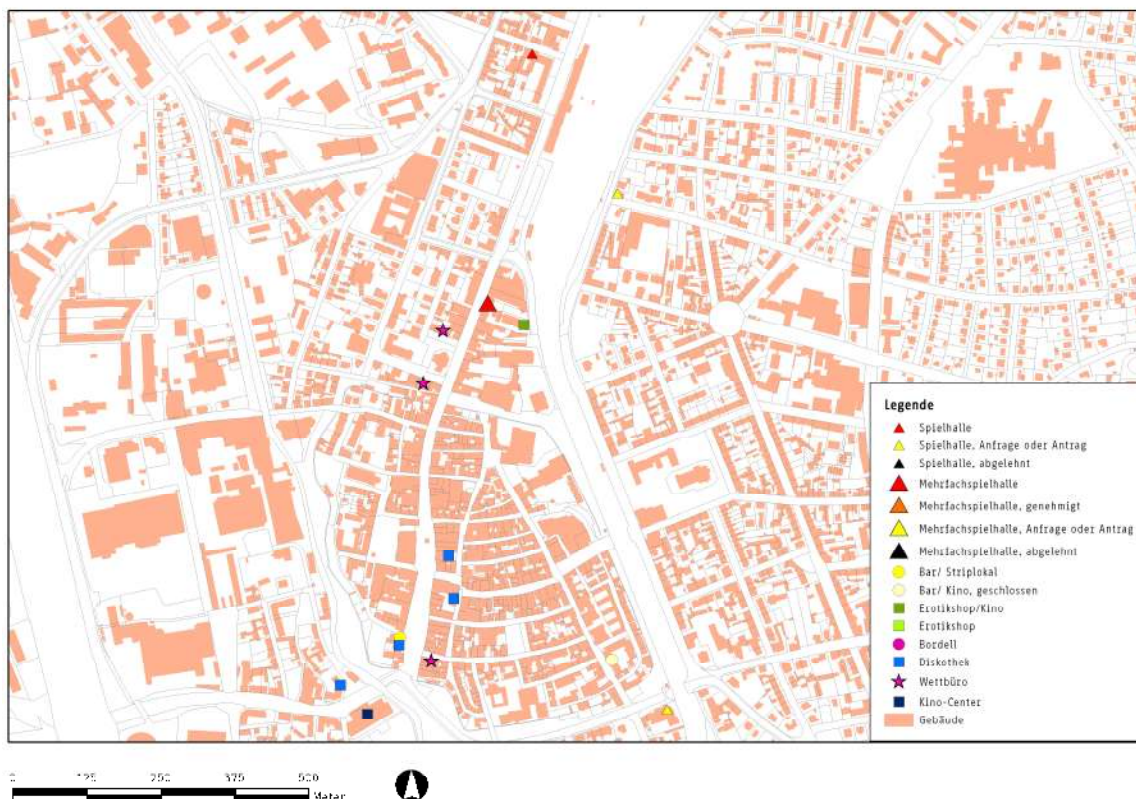 Legende
Spielhalle
Spielhalle, Anfrage oder Antrag
Spielhalle, abgelehnt
Mehrfachspielhalle
Mehrfachspielhalle, genehmigt
Mehrfachspielhalle, Anfrage oder Antrag
Mehrfachspielhalle, abgelehnt
Bar/ Striplokal
Bar/ Kino, geschlossen
Erotikshop/Kino
Erotikshop
Bordell
Diskothek
Wettbüro
Kino-Center
Gebäude
0 125 250 375 500
Meter